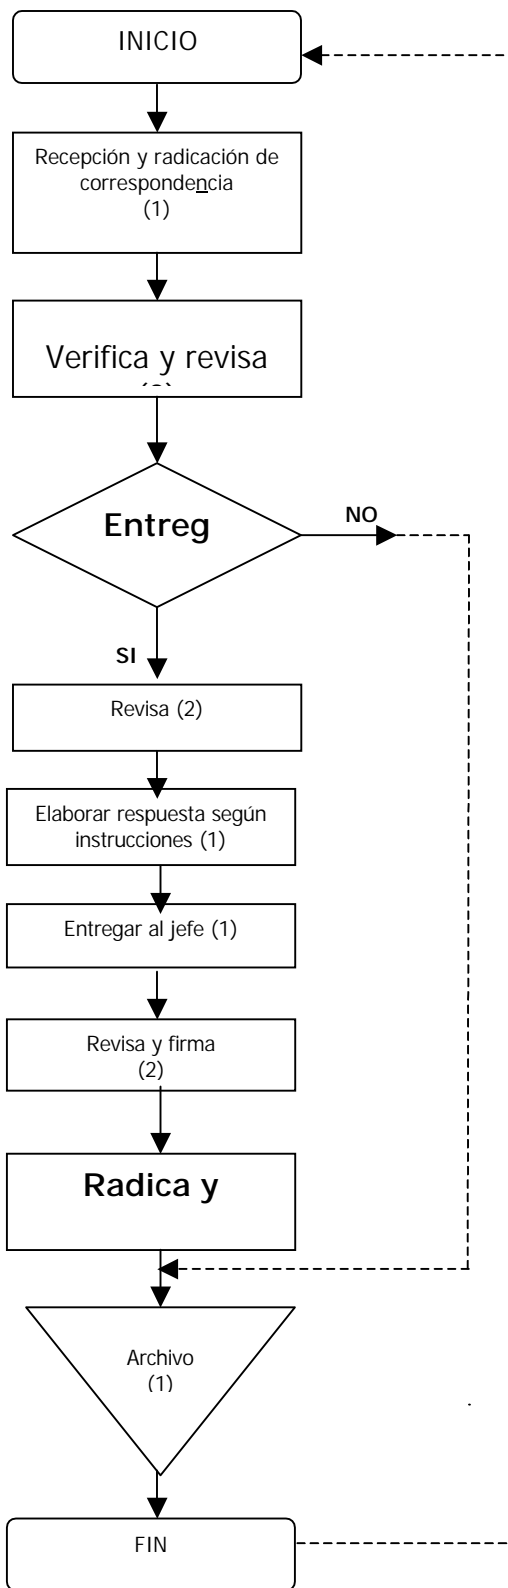 INICIO
Recepción y radicación de
correspondencia
(1)
Verifica y revisa
Entreg
NO
SI
Revisa (2)
Elaborar respuesta según
instrucciones (1)
Entregar al jefe (1)
Revisa y firma
(2)
Radica y
Archivo
(1)
FIN